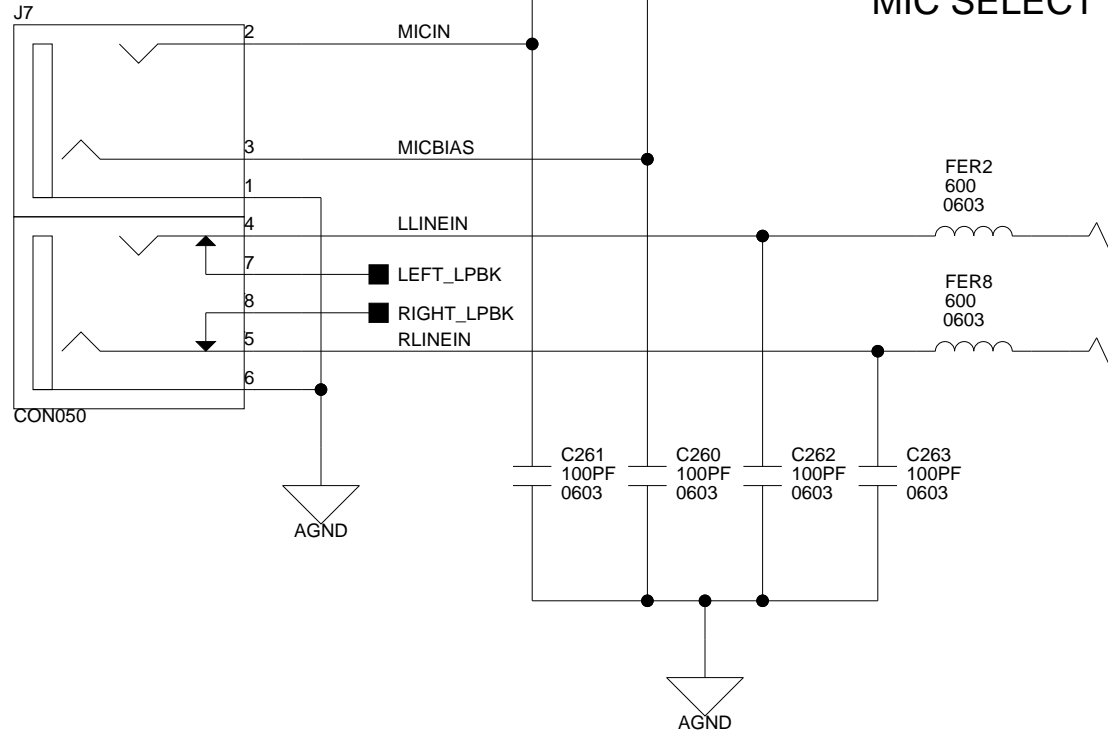 MIC SELECT
J7
2
MICIN
3
MICBIAS
1
4
LLINEIN
7
LEFT_LPBK
8
RIGHT_LPBK
5
RLINEIN
6
CON050
FER2
600
0603
FER8
600
0603
C261
100PF
0603
C260
100PF
0603
C262
100PF
0603
C263
100PF
0603
AGND
AGND